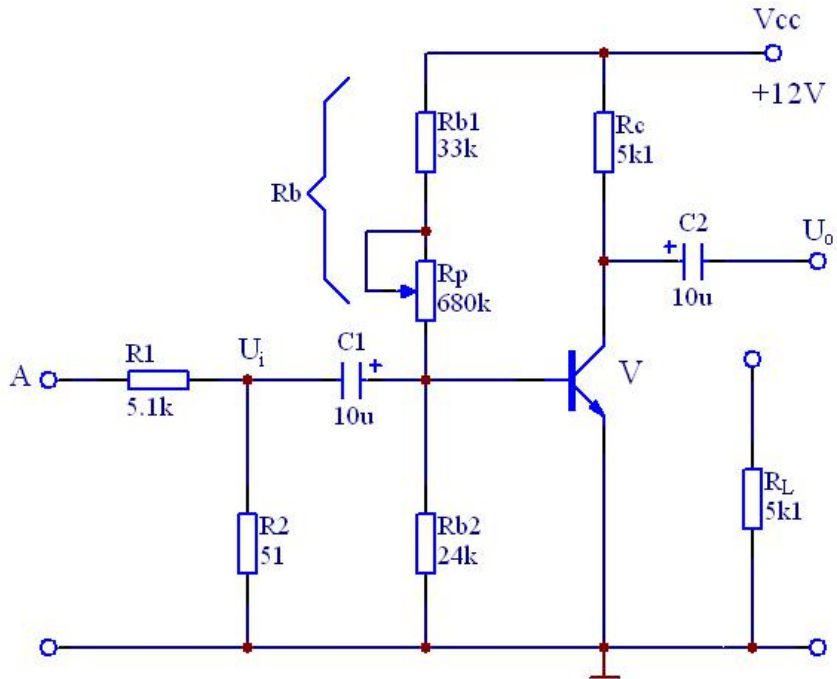 Vcc
+12V
Rb1
33k
Rc
5k1
Rb
C2
+
10u
Uo
Rp
680k
A
R1
5.1k
Ui
C1
+
10u
V
R2
51
Rb2
24k
RL
5k1